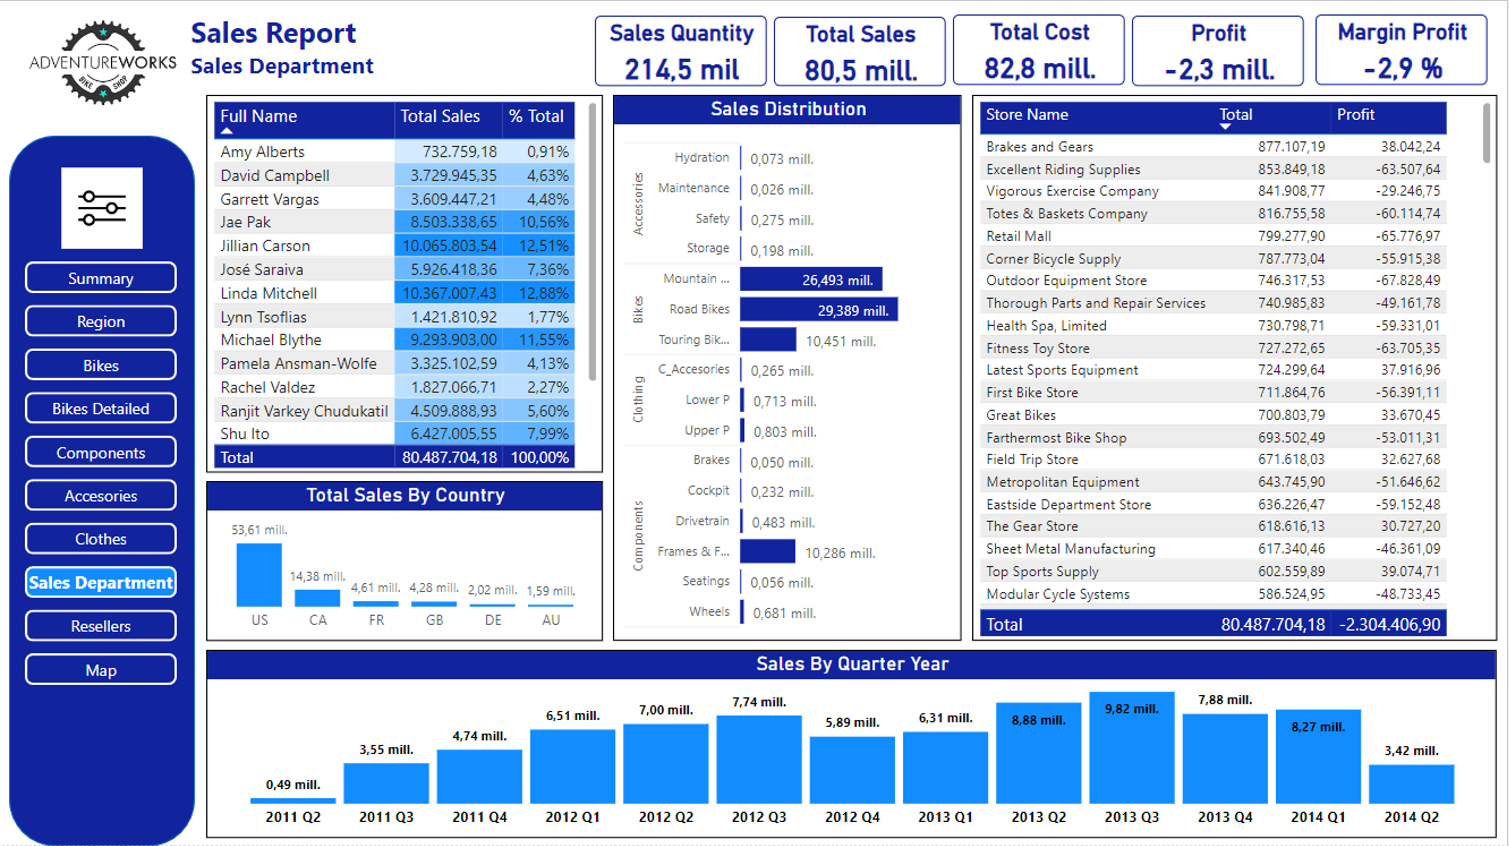 ADVENTUREWORKS
BIKE SHOP
Sales Report
Sales Department
Sales Quantity
214,5 mil
Total Sales
80,5 mill.
Total Cost
82,8 mill.
Profit
-2,3 mill.
Margin Profit
-2,9 %
Summary
Region
Bikes
Bikes Detailed
Components
Accesories
Clothes
Sales Department
Resellers
Map
Full Name Total Sales % Total
Amy Alberts 732.759,18 0,91%
David Campbell 3.729.945,35 4,63%
Garrett Vargas 3.609.447,21 4,48%
Jae Pak 8.503.338,65 10,56%
Jillian Carson 10.065.803,54 12,51%
José Saraiva 5.926.418,36 7,36%
Linda Mitchell 10.367.007,43 12,88%
Lynn Tsoflias 1.421.810,92 1,77%
Michael Blythe 9.293.903,00 11,55%
Pamela Ansman-Wolfe 3.325.102,59 4,13%
Rachel Valdez 1.827.066,71 2,27%
Ranjit Varkey Chudukatil 4.509.888,93 5,60%
Shu Ito 6.427.005,55 7,99%
Total 80.487.704,18 100,00%
Total Sales By Country
53,61 mill.
14,38 mill.
4,61 mill.
4,28 mill.
2,02 mill.
1,59 mill.
US CA FR GB DE AU
Sales Distribution
Accessories
Hydration 0,073 mill.
Maintenance 0,026 mill.
Safety 0,275 mill.
Storage 0,198 mill.
Bikes
Mountain ... 26,493 mill.
Road Bikes 29,389 mill.
Touring Bik... 10,451 mill.
Clothing
C_Accesories 0,265 mill.
Lower P 0,713 mill.
Upper P 0,803 mill.
Components
Brakes 0,050 mill.
Cockpit 0,232 mill.
Drivetrain 0,483 mill.
Frames & F... 10,286 mill.
Seatings 0,056 mill.
Wheels 0,681 mill.
Store Name Total Profit
Brakes and Gears 877.107,19 38.042,24
Excellent Riding Supplies 853.849,18 -63.507,64
Vigorous Exercise Company 841.908,77 -29.246,75
Totes & Baskets Company 816.755,58 -60.114,74
Retail Mall 799.277,90 -65.776,97
Corner Bicycle Supply 787.773,04 -55.915,38
Outdoor Equipment Store 746.317,53 -67.828,49
Thorough Parts and Repair Services 740.985,83 -49.161,78
Health Spa, Limited 730.798,71 -59.331,01
Fitness Toy Store 727.272,65 -63.705,35
Latest Sports Equipment 724.299,64 37.916,96
First Bike Store 711.864,76 -56.391,11
Great Bikes 700.803,79 33.670,45
Farthermost Bike Shop 693.502,49 -53.011,31
Field Trip Store 671.618,03 32.627,68
Metropolitan Equipment 643.745,90 -51.646,62
Eastside Department Store 636.226,47 -59.152,48
The Gear Store 618.616,13 30.727,20
Sheet Metal Manufacturing 617.340,46 -46.361,09
Top Sports Supply 602.559,89 39.074,71
Modular Cycle Systems 586.524,95 -48.733,45
Total 80.487.704,18 -2.304.406,90
Sales By Quarter Year
0,49 mill.
3,55 mill.
4,74 mill.
6,51 mill.
7,00 mill.
7,74 mill.
5,89 mill.
6,31 mill.
8,88 mill.
9,82 mill.
7,88 mill.
8,27 mill.
3,42 mill.
2011 Q2 2011 Q3 2011 Q4 2012 Q1 2012 Q2 2012 Q3 2012 Q4 2013 Q1 2013 Q2 2013 Q3 2013 Q4 2014 Q1 2014 Q2